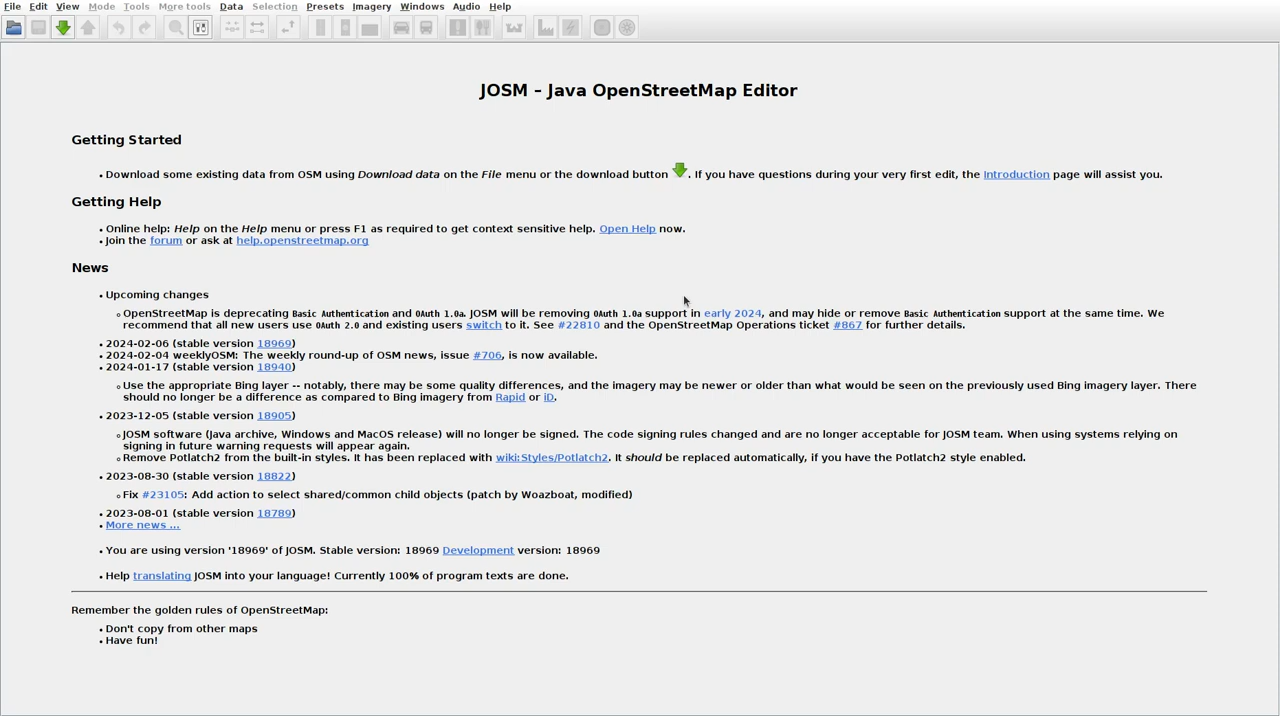 File Edit View Mode Tools More tools Selection Data Presets Imagery Windows Audio Help
JOSM – Java OpenStreetMap Editor
Getting Started
• Download some existing data from OSM using Download data on the File menu or the download button . If you have questions during your very first edit, the Introduction page will assist you.
Getting Help
• Online help: Help on the Help menu or press F1 as required to get context sensitive help. Open Help now.
• Join the forum or ask at help.openstreetmap.org
News
• Upcoming changes
OpenStreetMap is deprecating Basic Authentication and OAuth 1.0a. JOSM will be removing OAuth 1.0a support in early 2024, and may hide or remove Basic Authentication support at the same time. We
recommend that all new users use OAuth 2.0 and existing users switch to it. See #22810 and the OpenStreetMap Operations ticket #867 for further details.
• 2024-02-06 (stable version 18969)
• 2024-02-04 weeklyOSM: The weekly round-up of OSM news, issue #706, is now available.
• 2024-01-17 (stable version 18940)
Use the appropriate Bing layer -- notably, there may be some quality differences, and the imagery may be newer or older than what would be seen on the previously used Bing imagery layer. There
should no longer be a difference as compared to Bing imagery from Rapid or iD.
• 2023-12-05 (stable version 18905)
JOSM software (Java archive, Windows and MacOS release) will no longer be signed. The code signing rules changed and are no longer acceptable for JOSM team. When using systems relying on
signing in future warning requests will appear again.
Remove Potlatch2 from the built-in styles. It has been replaced with wiki:Styles/Potlatch2. It should be replaced automatically, if you have the Potlatch2 style enabled.
• 2023-08-30 (stable version 18822)
Fix #23105: Add action to select shared/common child objects (patch by Woazboat, modified)
• 2023-08-01 (stable version 18789)
• More news ...
• You are using version '18969' of JOSM. Stable version: 18969 Development version: 18969
• Help translating JOSM into your language! Currently 100% of program texts are done.
Remember the golden rules of OpenStreetMap:
• Don't copy from other maps
• Have fun!